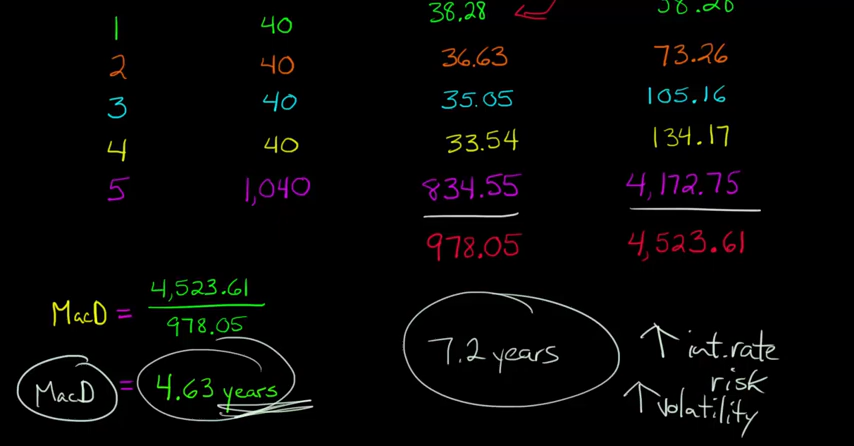 1 40 38.28 38.28
2 40 36.63 73.26
3 40 35.05 105.16
4 40 33.54 134.17
5 1,040 834.55 4,172.75
978.05 4,523.61
MacD = 4,523.61
978.05
MacD = 4.63 years
7.2 years
↑ int. rate
risk
↑ volatility